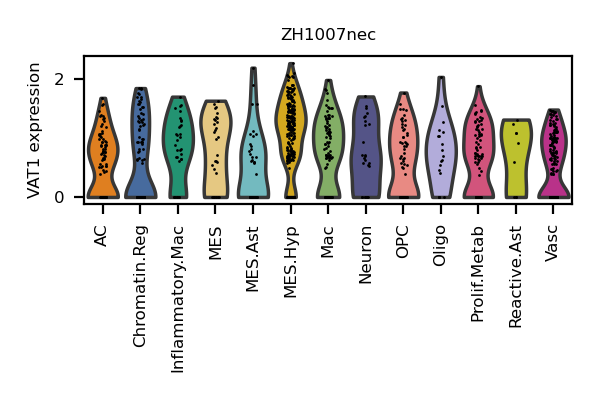 ZH1007nec
VAT1 expression
2
0
AC
Chromatin.Reg
Inflammatory.Mac
MES
MES.Ast
MES.Hyp
Mac
Neuron
OPC
Oligo
Prolif.Metab
Reactive.Ast
Vasc